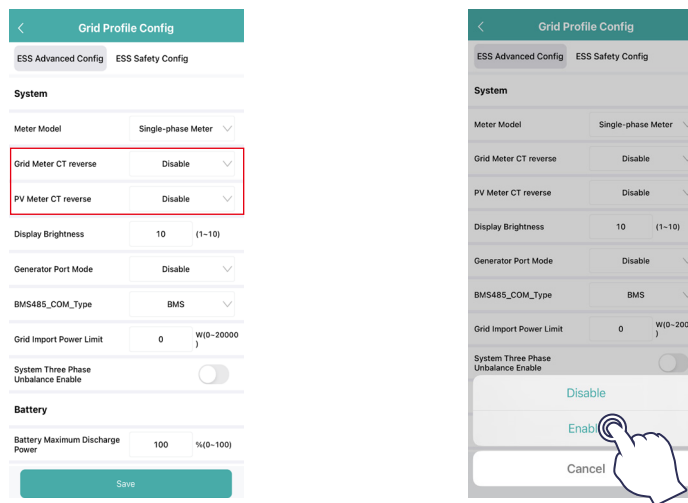 Grid Profile Config
ESS Advanced Config ESS Safety Config
System
Meter Model Single-phase Meter
Grid Meter CT reverse Disable
PV Meter CT reverse Disable
Display Brightness 10 (1~10)
Generator Port Mode Disable
BMS485_COM_Type BMS
Grid Import Power Limit 0 W(0~20000
)
System Three Phase
Unbalance Enable
Battery
Battery Maximum Discharge
Power 100 %(0~100)
Save
Grid Profile Config
ESS Advanced Config ESS Safety Config
System
Meter Model Single-phase Meter
Grid Meter CT reverse Disable
PV Meter CT reverse Disable
Display Brightness 10 (1~10)
Generator Port Mode Disable
BMS485_COM_Type BMS
Grid Import Power Limit 0 W(0~200
)
System Three Phase
Unbalance Enable
Disable
Enabl
Cancel